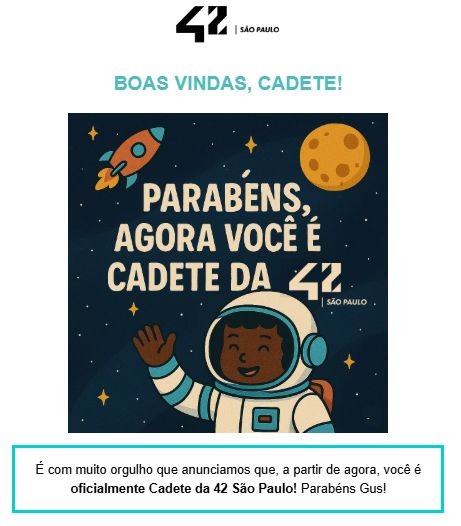 42 | SÃO PAULO
BOAS VINDAS, CADETE!
PARABÉNS,
AGORA VOCÊ É
CADETE DA 42
| SÃO PAULO
É com muito orgulho que anunciamos que, a partir de agora, você é
oficialmente Cadete da 42 São Paulo! Parabéns Gus!